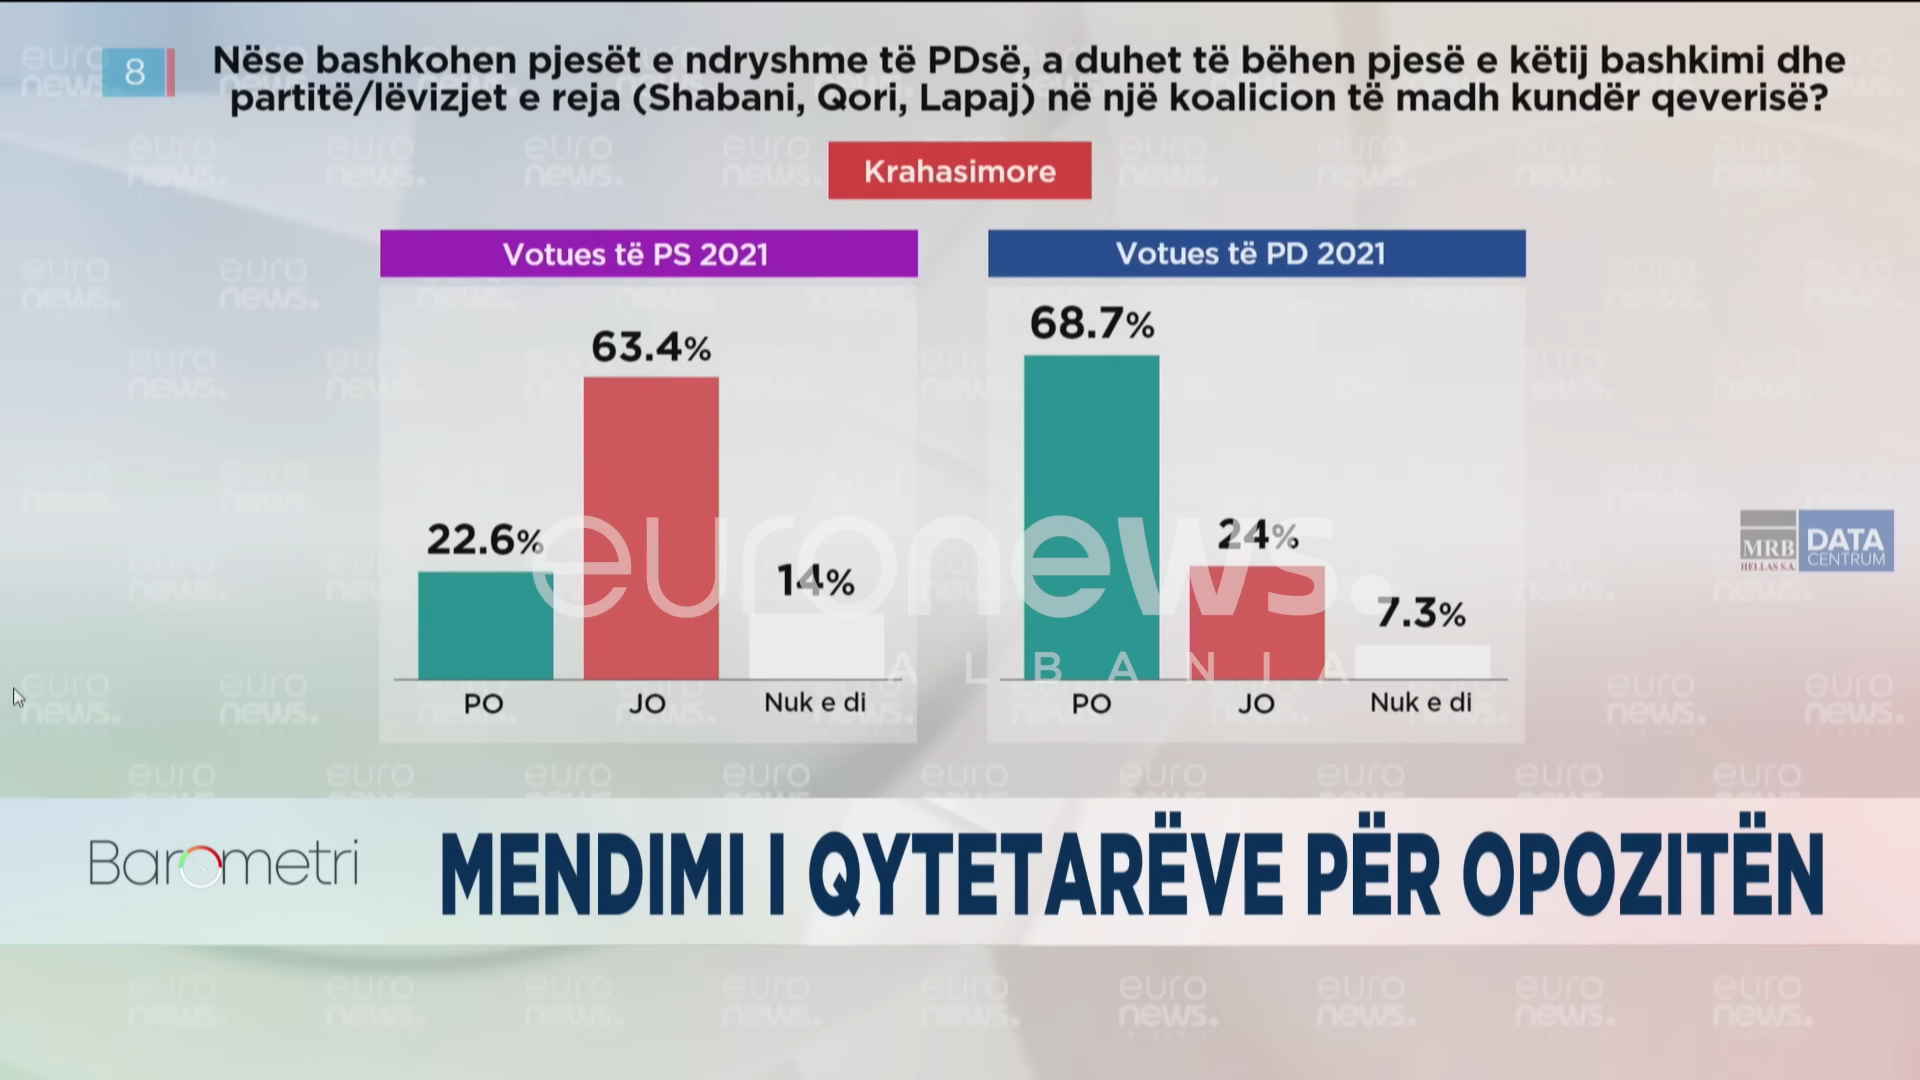 8
Nëse bashkohen pjesët e ndryshme të PDsë, a duhet të bëhen pjesë e këtij bashkimi dhe
partitë/lëvizjet e reja (Shabani, Qori, Lapaj) në një koalicion të madh kundër qeverisë?
Krahasimore
Votues të PS 2021
63.4%
22.6%
14%
PO JO Nuk e di
Votues të PD 2021
68.7%
24%
7.3%
PO JO Nuk e di
euronews.
ALBANIA
MRB
HELLAS S.A.
DATA
CENTRUM
Barometri
MENDIMI I QYTETARËVE PËR OPOZITËN